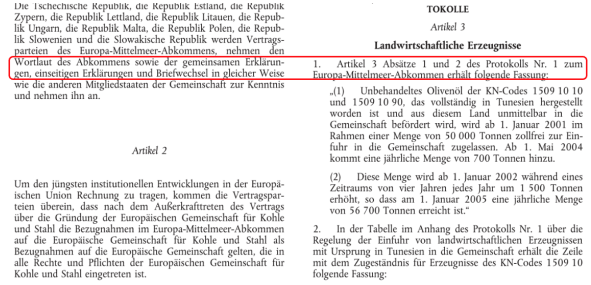 Die Tschechische Republik, die Republik Estland, die Republik
Zypern, die Republik Lettland, die Republik Litauen, die Repub-
lik Ungarn, die Republik Malta, die Republik Polen, die Repub-
lik Slowenien und die Slowakische Republik werden Vertrags-
parteien des Europa-Mittelmeer-Abkommens, nehmen den
Wortlaut des Abkommens sowie der gemeinsamen Erklärun-
gen, einseitigen Erklärungen und Briefwechsel in gleicher Weise
wie die anderen Mitgliedstaaten der Gemeinschaft zur Kenntnis
und nehmen ihn an.
Artikel 2
Um den jüngsten institutionellen Entwicklungen in der Europä-
ischen Union Rechnung zu tragen, kommen die Vertragspar-
teien überein, dass nach dem Außerkrafttreten des Vertrags
über die Gründung der Europäischen Gemeinschaft für Kohle
und Stahl die Bezugnahmen im Europa-Mittelmeer-Abkommen
auf die Europäische Gemeinschaft für Kohle und Stahl als
Bezugnahmen auf die Europäische Gemeinschaft gelten, die in
alle Rechte und Pflichten der Europäischen Gemeinschaft für
Kohle und Stahl eingetreten ist.
TOKOLLE
Artikel 3
Landwirtschaftliche Erzeugnisse
1. Artikel 3 Absätze 1 und 2 des Protokolls Nr. 1 zum
Europa-Mittelmeer-Abkommen erhält folgende Fassung:
„(1) Unbehandeltes Olivenöl der KN-Codes 1509 10 10
und 1509 10 90, das vollständig in Tunesien hergestellt
worden ist und aus diesem Land unmittelbar in die
Gemeinschaft befördert wird, wird ab 1. Januar 2001 im
Rahmen einer Menge von 50 000 Tonnen zollfrei zur Ein-
fuhr in die Gemeinschaft zugelassen. Ab 1. Mai 2004
kommt eine jährliche Menge von 700 Tonnen hinzu.
(2) Diese Menge wird ab 1. Januar 2002 während eines
Zeitraums von vier Jahren jedes Jahr um 1 500 Tonnen
erhöht, so dass am 1. Januar 2005 eine jährliche Menge
von 56 700 Tonnen erreicht ist.“
2. In der Tabelle im Anhang des Protokolls Nr. 1 über die
Regelung der Einfuhr von landwirtschaftlichen Erzeugnissen
mit Ursprung in Tunesien in die Gemeinschaft erhält die Zeile
mit dem Zugeständnis für Erzeugnisse des KN-Codes 1509 10
folgende Fassung: